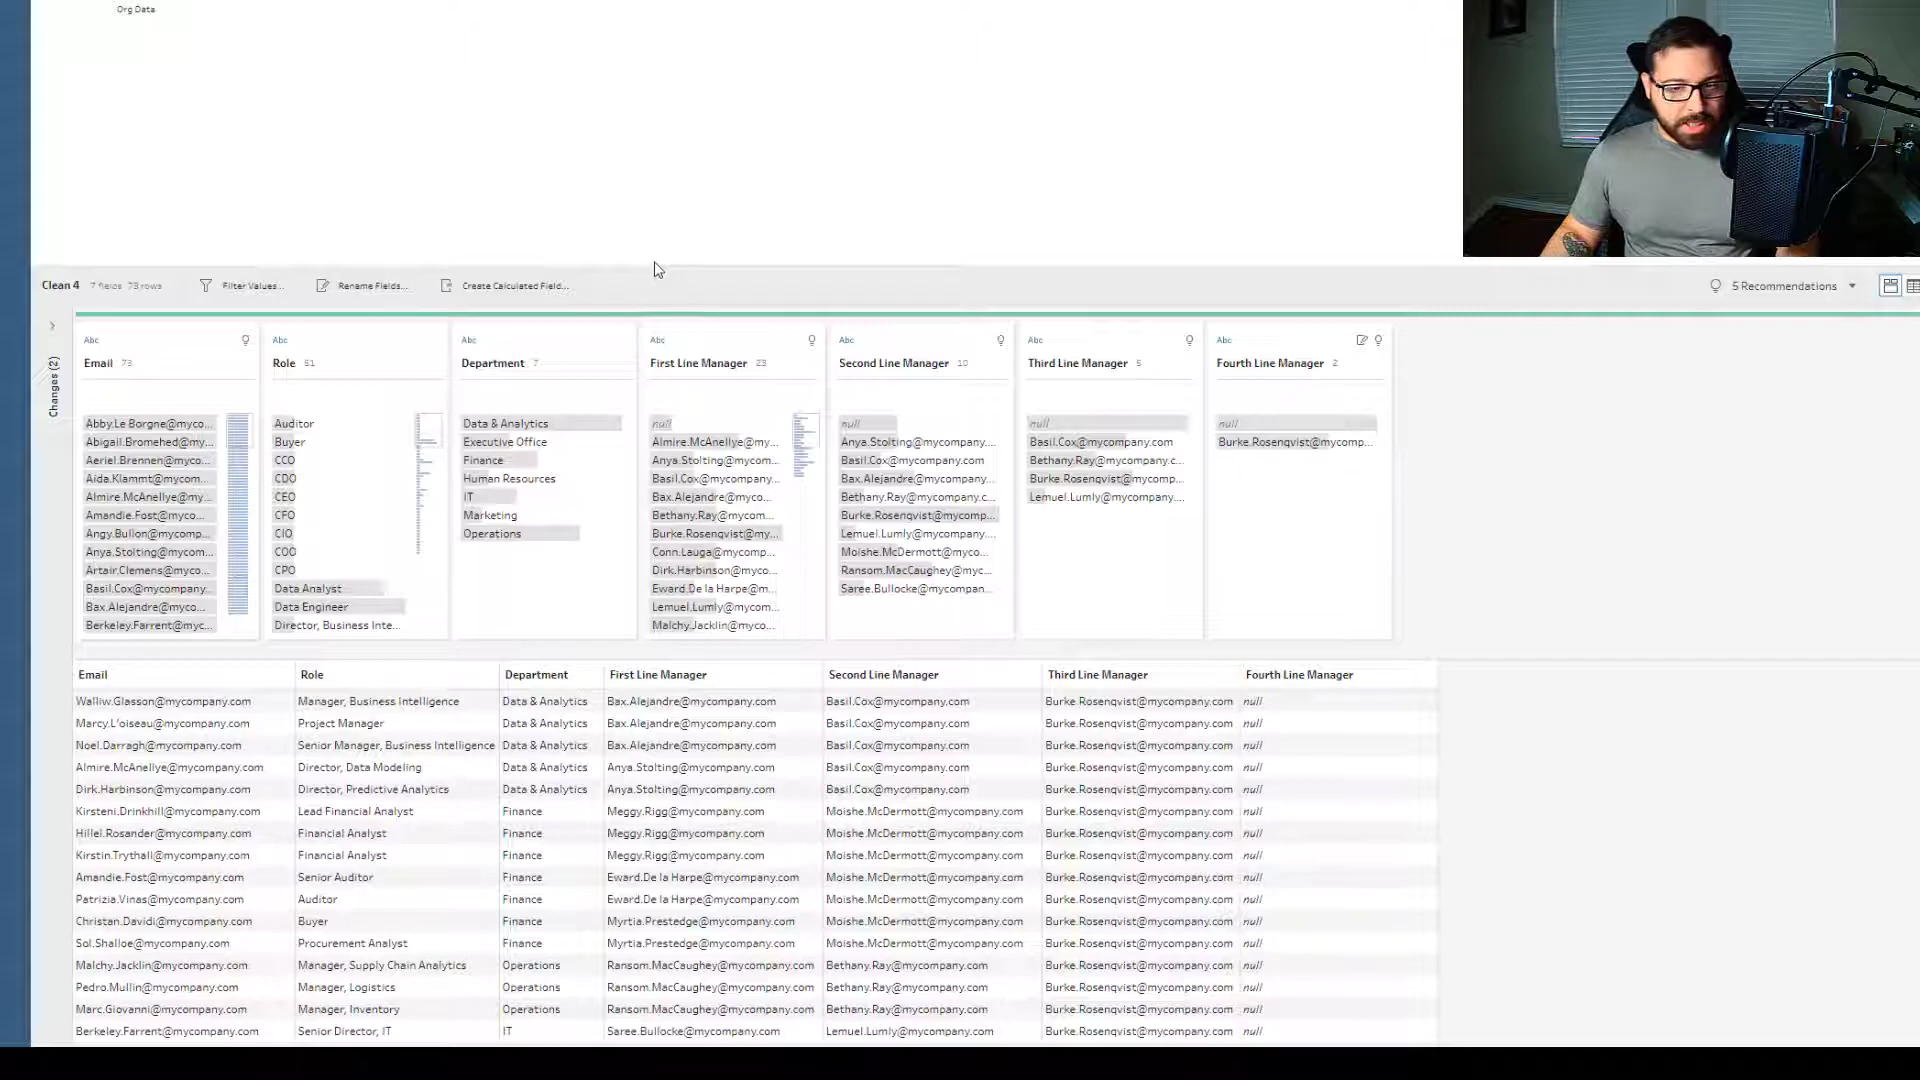 Org Data
Clean 4 7 fields 73 rows Filter Values... Rename Fields... Create Calculated Field... 5 Recommendations
Changes (2)
Abc Abc Abc Abc Abc Abc Abc
Email 73 Role 51 Department 7 First Line Manager 23 Second Line Manager 10 Third Line Manager 5 Fourth Line Manager 2
Abby.Le Borgne@myco... Auditor Data & Analytics null null null null
Abigail.Bromehed@my... Buyer Executive Office Almire.McAnellye@my... Anya.Stolting@mycompany.... Basil.Cox@mycompany.com Burke.Rosenqvist@mycomp...
Aeriel.Brennen@myco... CCO Finance Anya.Stolting@mycom... Basil.Cox@mycompany.com Bethany.Ray@mycompany.c...
Aida.Klammt@mycom... CDO Human Resources Basil.Cox@mycompany.... Bax.Alejandre@mycompany.... Burke.Rosenqvist@mycomp...
Almire.McAnellye@my... CEO IT Bax.Alejandre@mycom... Bethany.Ray@mycompany.c... Lemuel.Lumly@mycompany....
Amandie.Fost@myco... CFO Marketing Bethany.Ray@mycom... Burke.Rosenqvist@mycomp...
Angy.Bullon@mycomp... CIO Operations Burke.Rosenqvist@my... Lemuel.Lumly@mycompany....
Anya.Stolting@mycom... COO Conn.Lauga@mycomp... Moishe.McDermott@myco...
Artair.Clemens@myco... CPO Dirk.Harbinson@myco... Ransom.MacCaughey@myc...
Basil.Cox@mycompany.... Data Analyst Eward.De la Harpe@m... Saree.Bullocke@mycompan...
Bax.Alejandre@myco... Data Engineer Lemuel.Lumly@mycom...
Berkeley.Farrent@myc... Director, Business Inte... Malchy.Jacklin@myco...
Email Role Department First Line Manager Second Line Manager Third Line Manager Fourth Line Manager
Walliw.Glasson@mycompany.com Manager, Business Intelligence Data & Analytics Bax.Alejandre@mycompany.com Basil.Cox@mycompany.com Burke.Rosenqvist@mycompany.com null
Marcy.L'oiseau@mycompany.com Project Manager Data & Analytics Bax.Alejandre@mycompany.com Basil.Cox@mycompany.com Burke.Rosenqvist@mycompany.com null
Noel.Darragh@mycompany.com Senior Manager, Business Intelligence Data & Analytics Bax.Alejandre@mycompany.com Basil.Cox@mycompany.com Burke.Rosenqvist@mycompany.com null
Almire.McAnellye@mycompany.com Director, Data Modeling Data & Analytics Anya.Stolting@mycompany.com Basil.Cox@mycompany.com Burke.Rosenqvist@mycompany.com null
Dirk.Harbinson@mycompany.com Director, Predictive Analytics Data & Analytics Anya.Stolting@mycompany.com Basil.Cox@mycompany.com Burke.Rosenqvist@mycompany.com null
Kirsteni.Drinkhill@mycompany.com Lead Financial Analyst Finance Meggy.Rigg@mycompany.com Moishe.McDermott@mycompany.com Burke.Rosenqvist@mycompany.com null
Hillel.Rosander@mycompany.com Financial Analyst Finance Meggy.Rigg@mycompany.com Moishe.McDermott@mycompany.com Burke.Rosenqvist@mycompany.com null
Kirstin.Trythall@mycompany.com Financial Analyst Finance Meggy.Rigg@mycompany.com Moishe.McDermott@mycompany.com Burke.Rosenqvist@mycompany.com null
Amandie.Fost@mycompany.com Senior Auditor Finance Eward.De la Harpe@mycompany.com Moishe.McDermott@mycompany.com Burke.Rosenqvist@mycompany.com null
Patrizia.Vinas@mycompany.com Auditor Finance Eward.De la Harpe@mycompany.com Moishe.McDermott@mycompany.com Burke.Rosenqvist@mycompany.com null
Christan.Davidi@mycompany.com Buyer Finance Myrtia.Prestedge@mycompany.com Moishe.McDermott@mycompany.com Burke.Rosenqvist@mycompany.com null
Sol.Shalloe@mycompany.com Procurement Analyst Finance Myrtia.Prestedge@mycompany.com Moishe.McDermott@mycompany.com Burke.Rosenqvist@mycompany.com null
Malchy.Jacklin@mycompany.com Manager, Supply Chain Analytics Operations Ransom.MacCaughey@mycompany.com Bethany.Ray@mycompany.com Burke.Rosenqvist@mycompany.com null
Pedro.Mullin@mycompany.com Manager, Logistics Operations Ransom.MacCaughey@mycompany.com Bethany.Ray@mycompany.com Burke.Rosenqvist@mycompany.com null
Marc.Giovanni@mycompany.com Manager, Inventory Operations Ransom.MacCaughey@mycompany.com Bethany.Ray@mycompany.com Burke.Rosenqvist@mycompany.com null
Berkeley.Farrent@mycompany.com Senior Director, IT IT Saree.Bullocke@mycompany.com Lemuel.Lumly@mycompany.com Burke.Rosenqvist@mycompany.com null